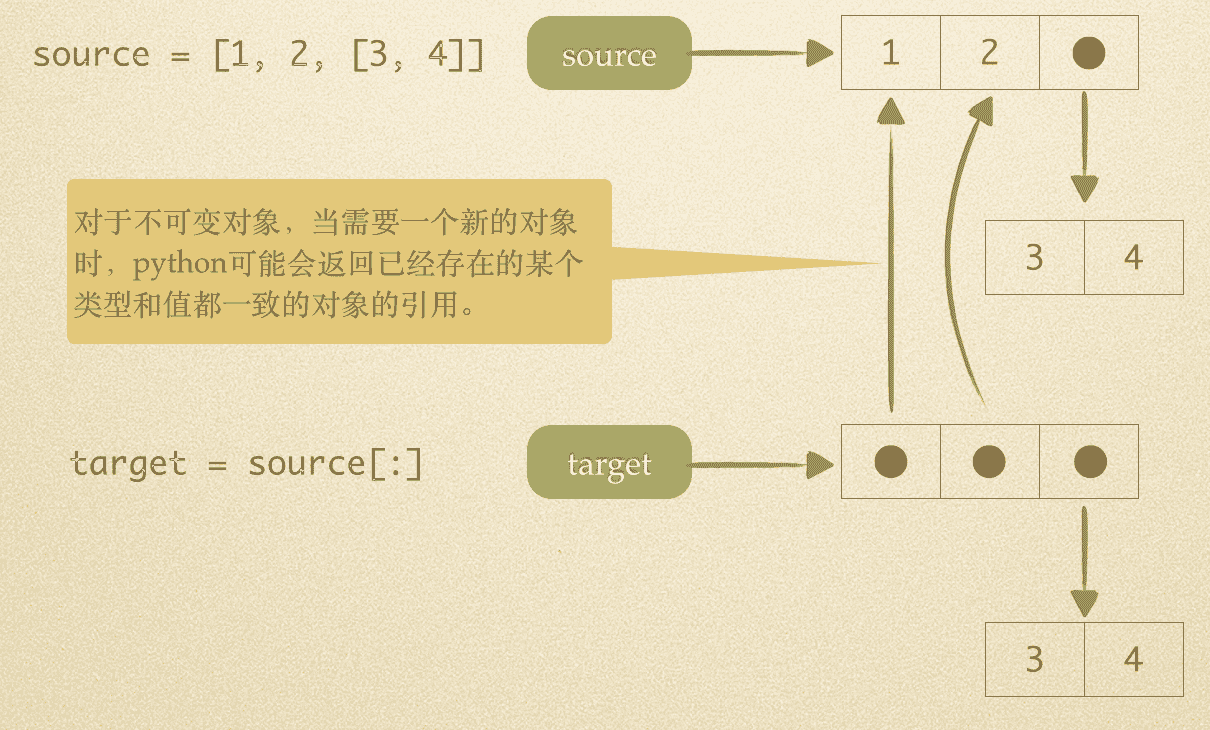 source = [1, 2, [3, 4]]
source
1 2
对于不可变对象，当需要一个新的对象
时，python可能会返回已经存在的某个
类型和值都一致的对象的引用。
3 4
target = source[:]
target
3 4